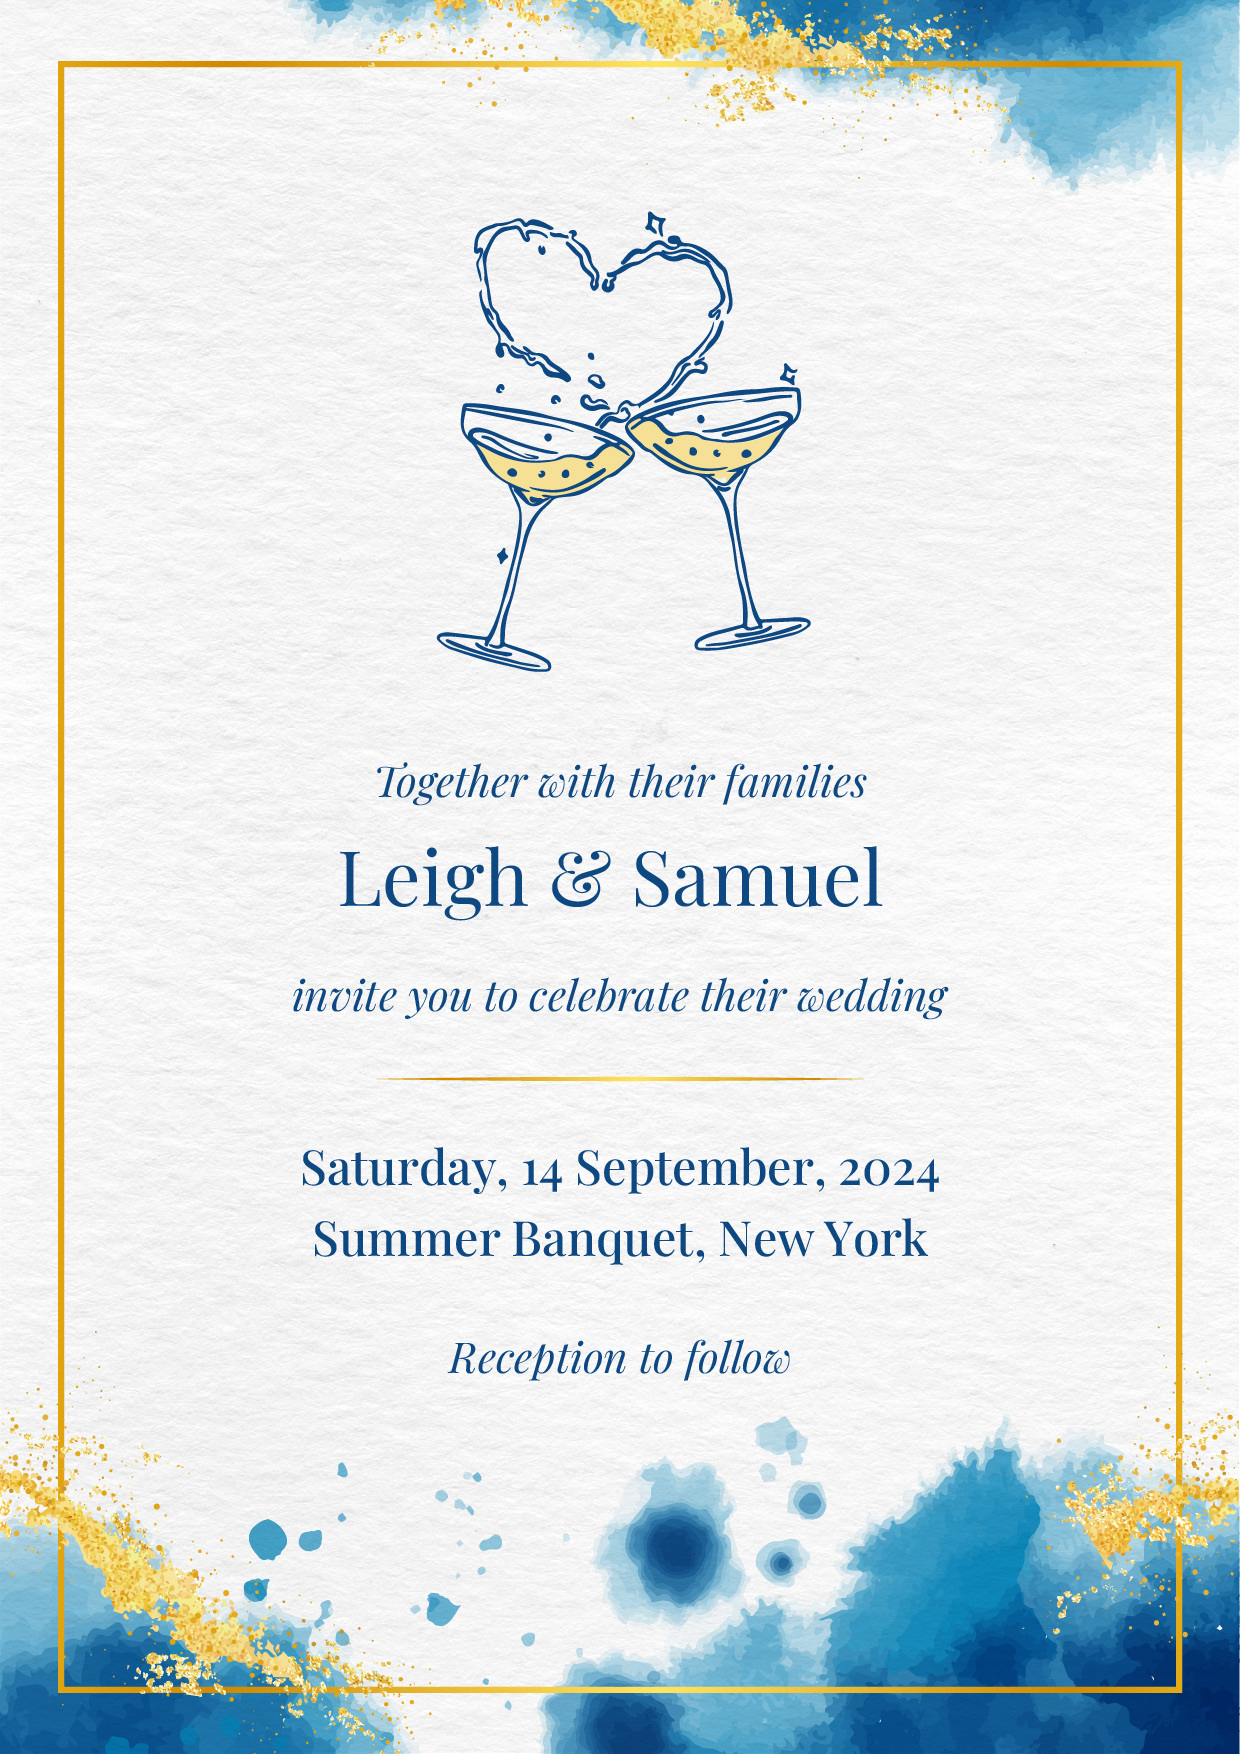 Together with their families
Leigh & Samuel
invite you to celebrate their wedding
Saturday, 14 September, 2024
Summer Banquet, New York
Reception to follow